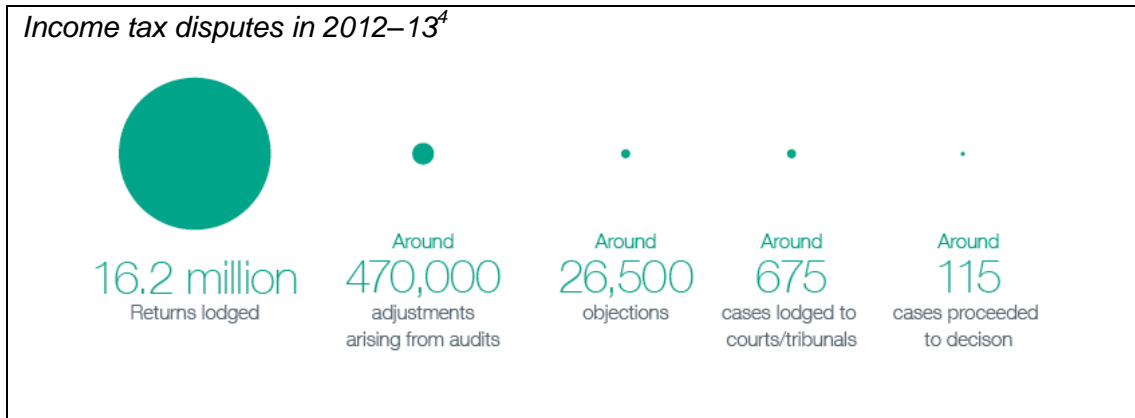 Income tax disputes in 2012–13⁴
16.2 million
Returns lodged
Around
470,000
adjustments
arising from audits
Around
26,500
objections
Around
675
cases lodged to
courts/tribunals
Around
115
cases proceeded
to decison